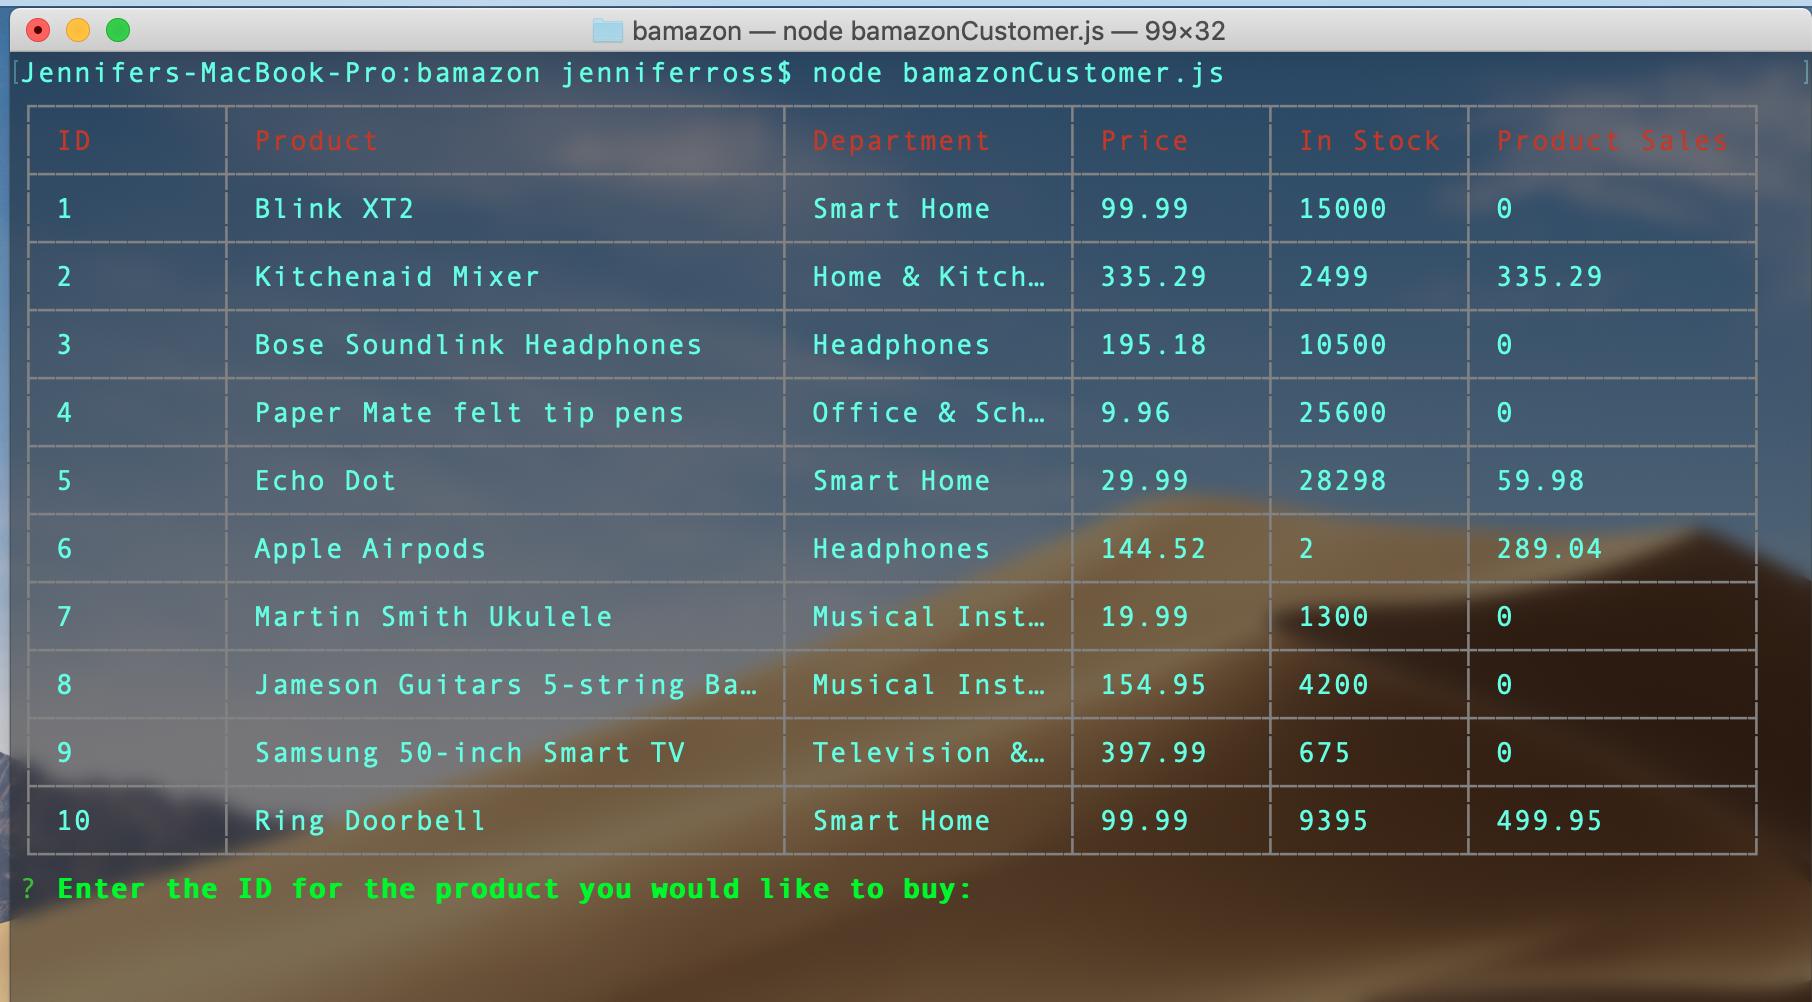 bamazon — node bamazonCustomer.js — 99×32
[Jennifers-MacBook-Pro:bamazon jenniferross$ node bamazonCustomer.js ]
ID Product Department Price In Stock Product Sales
1 Blink XT2 Smart Home 99.99 15000 0
2 Kitchenaid Mixer Home & Kitch… 335.29 2499 335.29
3 Bose Soundlink Headphones Headphones 195.18 10500 0
4 Paper Mate felt tip pens Office & Sch… 9.96 25600 0
5 Echo Dot Smart Home 29.99 28298 59.98
6 Apple Airpods Headphones 144.52 2 289.04
7 Martin Smith Ukulele Musical Inst… 19.99 1300 0
8 Jameson Guitars 5-string Ba… Musical Inst… 154.95 4200 0
9 Samsung 50-inch Smart TV Television &… 397.99 675 0
10 Ring Doorbell Smart Home 99.99 9395 499.95
? Enter the ID for the product you would like to buy: